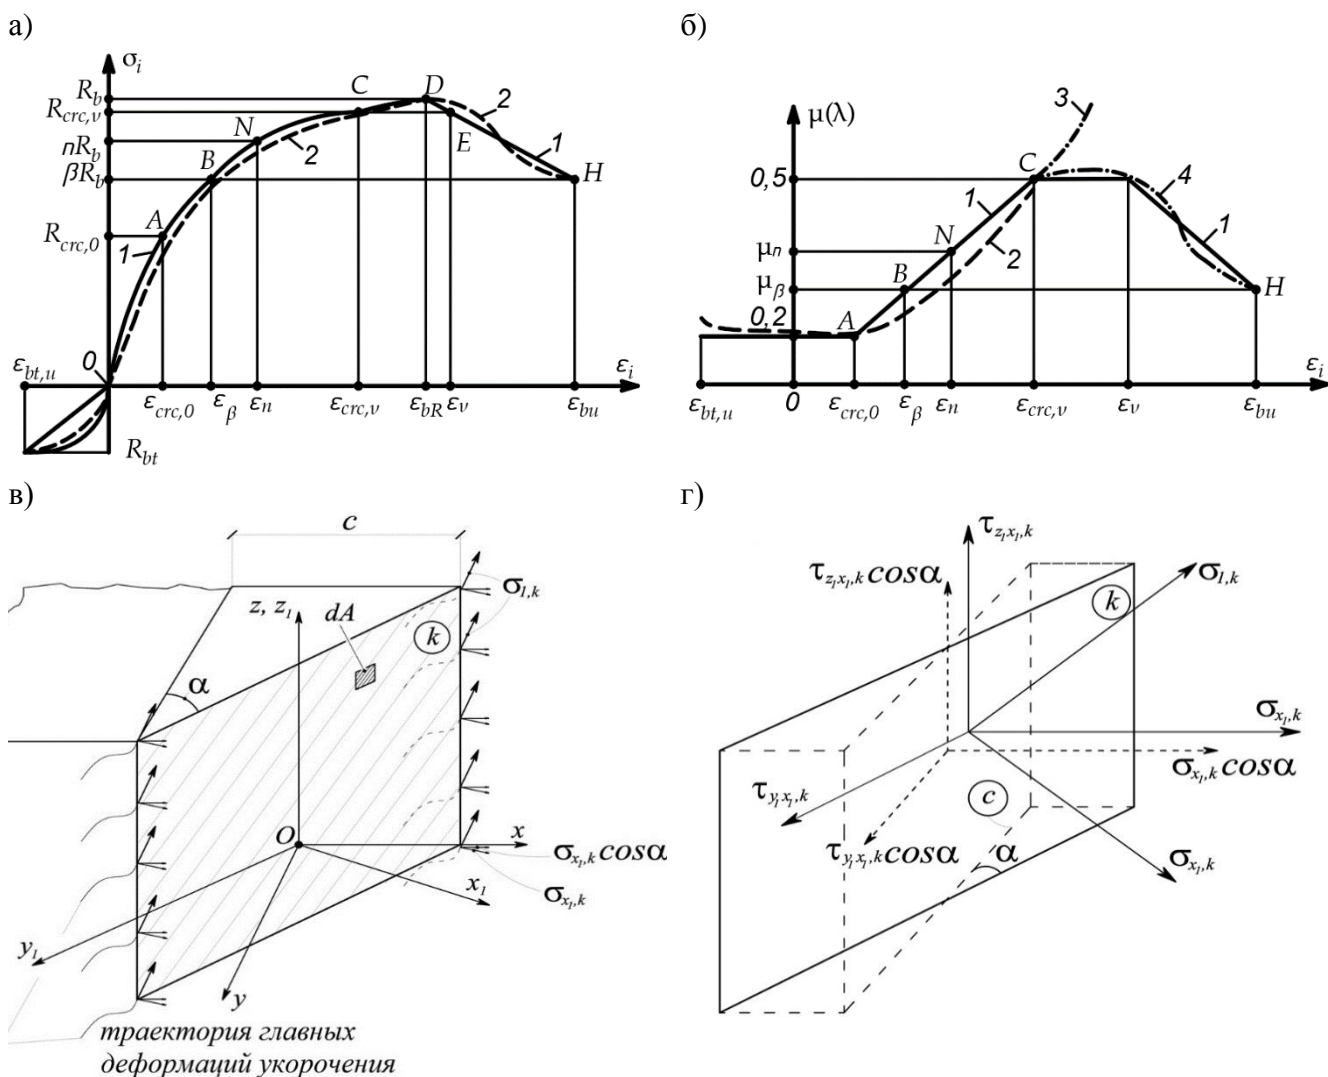 а)
σi
Rb
Rcrc,ν
nRb
βRb
Rcrc,0
A
B
N
C
D
E
H
1
2
2
1
0
εbt,u
εcrc,0
εβ
εn
εcrc,ν
εbR
εν
εbu
εi
Rbt
б)
μ(λ)
0,5
μn
μβ
0,2
A
B
N
C
H
1
2
3
4
1
εbt,u
0
εcrc,0
εβ
εn
εcrc,ν
εν
εbu
εi
в)
c
z, z1
dA
k
σ1,k
α
O
x
σx1,k cosα
x1
σx1,k
y1
y
траектория главных
деформаций укорочения
г)
τz1x1,k
τz1x1,k cosα
k
σ1,k
σx1,k
σx1,k cosα
τy1x1,k
c
τy1x1,k cosα
α
σx1,k